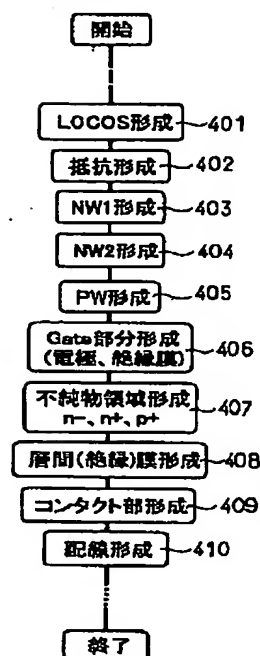 開始
LOCOS形成 401
抵抗形成 402
NW1形成 403
NW2形成 404
PW形成 405
Gate部分形成
(電極、絶縁膜) 406
不純物領域形成
n-、n+、p+ 407
層間(絶縁)膜形成 408
コンタクト部形成 409
配線形成 410
終了